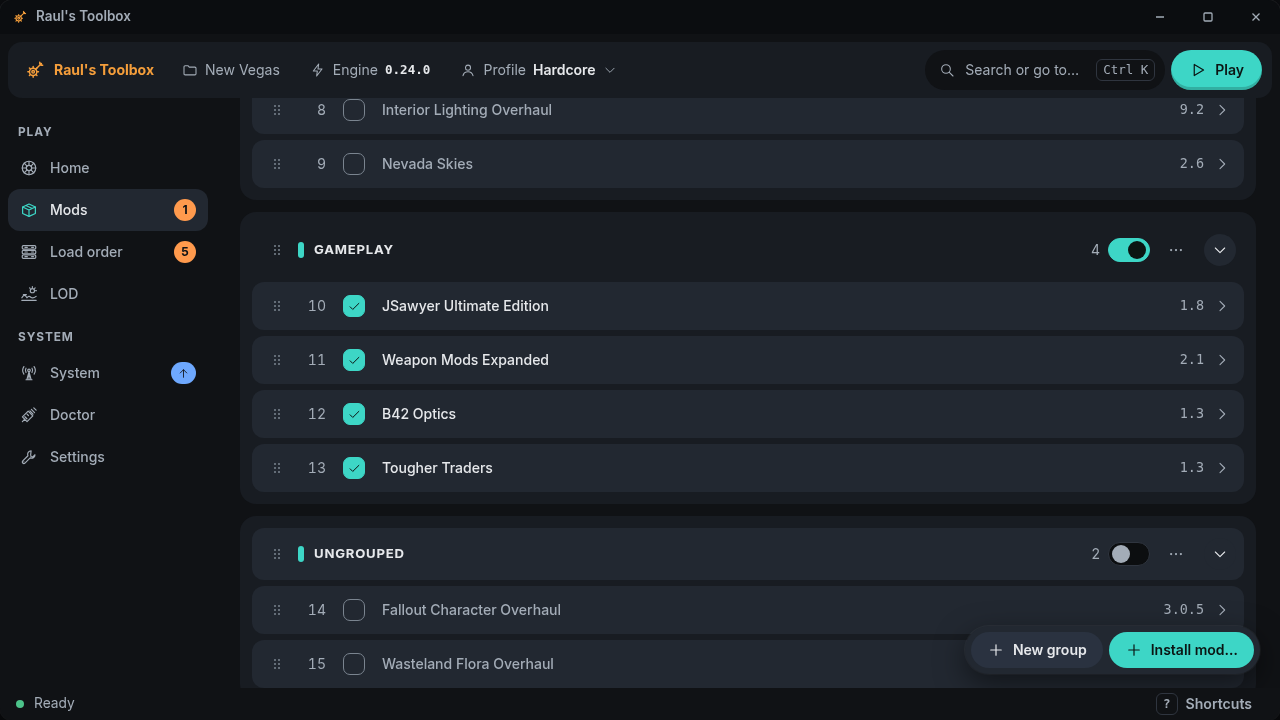 Raul's Toolbox
Raul's Toolbox
New Vegas
Engine 0.24.0
Profile Hardcore
Search or go to...
Ctrl K
Play
PLAY
Home
Mods 1
Load order 5
LOD
SYSTEM
System
Doctor
Settings
8 Interior Lighting Overhaul 9.2
9 Nevada Skies 2.6
GAMEPLAY 4
10 JSawyer Ultimate Edition 1.8
11 Weapon Mods Expanded 2.1
12 B42 Optics 1.3
13 Tougher Traders 1.3
UNGROUPED 2
14 Fallout Character Overhaul 3.0.5
15 Wasteland Flora Overhaul
New group
Install mod...
Ready
? Shortcuts